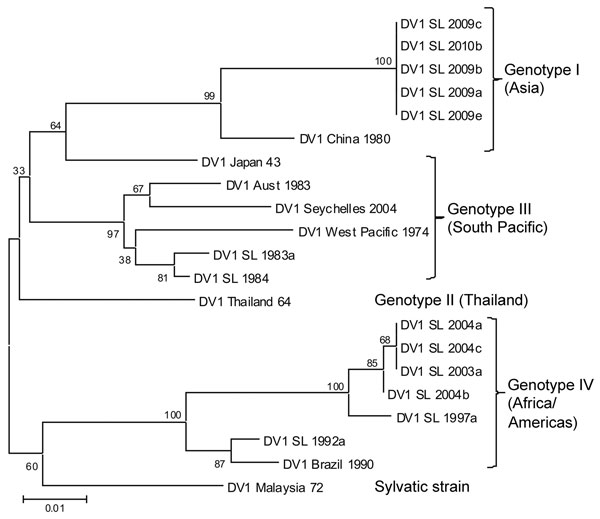 DV1 SL 2009c
DV1 SL 2010b
100
DV1 SL 2009b
Genotype I
(Asia)
DV1 SL 2009a
99
DV1 SL 2009e
64
DV1 China 1980
DV1 Japan 43
33
67
DV1 Aust 1983
DV1 Seychelles 2004
Genotype III
(South Pacific)
97
DV1 West Pacific 1974
38
DV1 SL 1983a
81
DV1 SL 1984
DV1 Thailand 64
Genotype II (Thailand)
DV1 SL 2004a
68
DV1 SL 2004c
85
DV1 SL 2003a
100
DV1 SL 2004b
Genotype IV
(Africa/
Americas)
100
DV1 SL 1997a
DV1 SL 1992a
87
DV1 Brazil 1990
60
DV1 Malaysia 72
Sylvatic strain
0.01